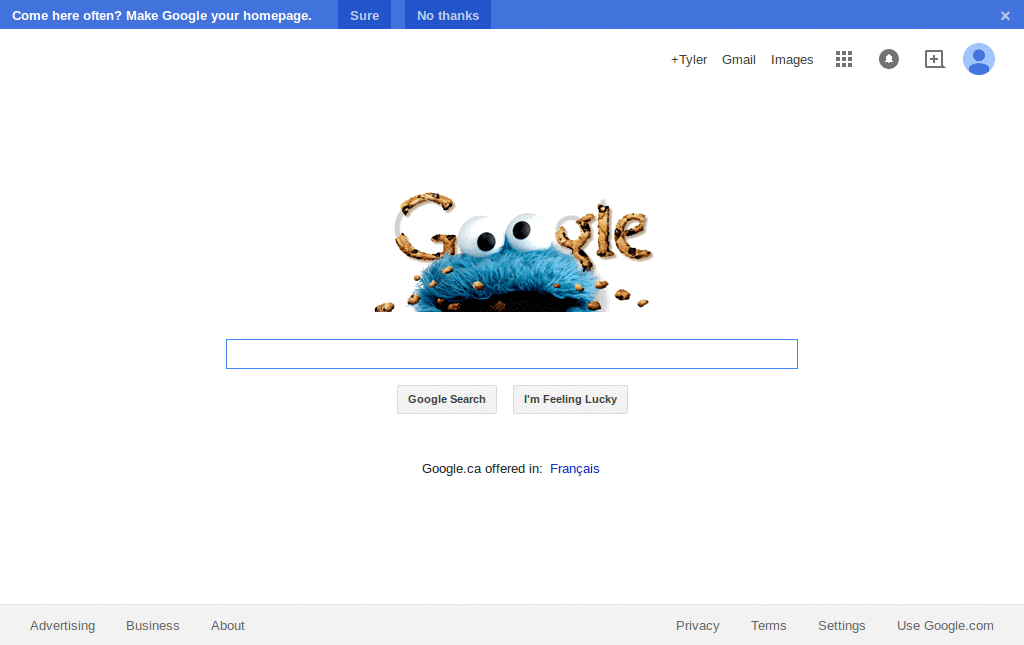 Come here often? Make Google your homepage. Sure No thanks ×
+Tyler Gmail Images
Google
Google Search I'm Feeling Lucky
Google.ca offered in: Français
Advertising Business About Privacy Terms Settings Use Google.com